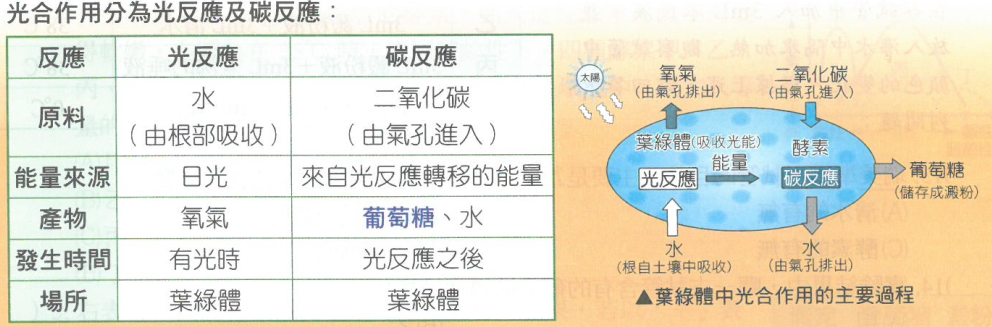 光合作用分為光反應及碳反應：
反應 光反應 碳反應
原料 水 二氧化碳
（由根部吸收） （由氣孔進入）
能量來源 日光 來自光反應轉移的能量
產物 氧氣 葡萄糖、水
發生時間 有光時 光反應之後
場所 葉綠體 葉綠體
太陽
氧氣
(由氣孔排出)
二氧化碳
(由氣孔進入)
葉綠體(吸收光能)
酵素
能量
光反應
碳反應
葡萄糖
(儲存成澱粉)
水
(根自土壤中吸收)
水
(由氣孔排出)
▲葉綠體中光合作用的主要過程